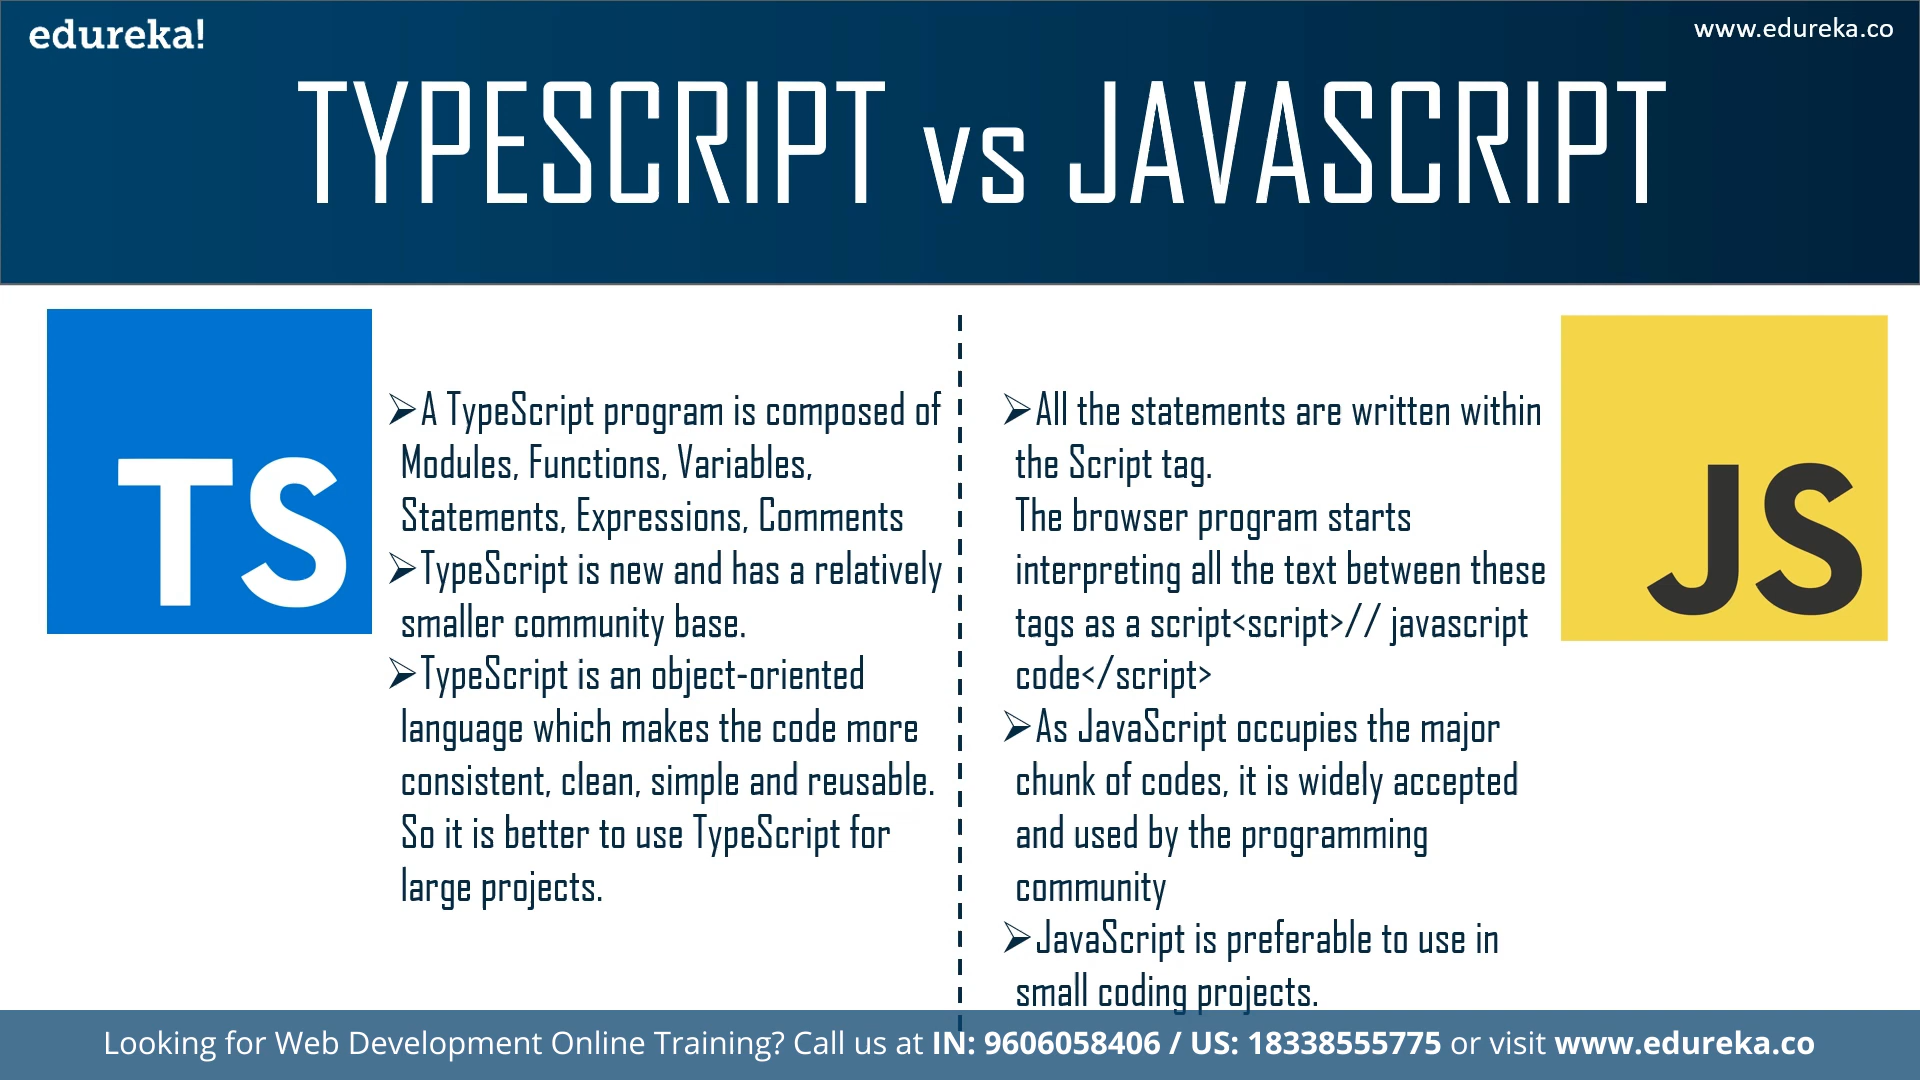 edureka!
www.edureka.co
TYPESCRIPT vs JAVASCRIPT
TS
➢A TypeScript program is composed of
Modules, Functions, Variables,
Statements, Expressions, Comments
➢TypeScript is new and has a relatively
smaller community base.
➢TypeScript is an object-oriented
language which makes the code more
consistent, clean, simple and reusable.
So it is better to use TypeScript for
large projects.
➢All the statements are written within
the Script tag.
The browser program starts
interpreting all the text between these
tags as a script<script>// javascript
code</script>
➢As JavaScript occupies the major
chunk of codes, it is widely accepted
and used by the programming
community
➢JavaScript is preferable to use in
small coding projects.
JS
Looking for Web Development Online Training? Call us at IN: 9606058406 / US: 18338555775 or visit www.edureka.co